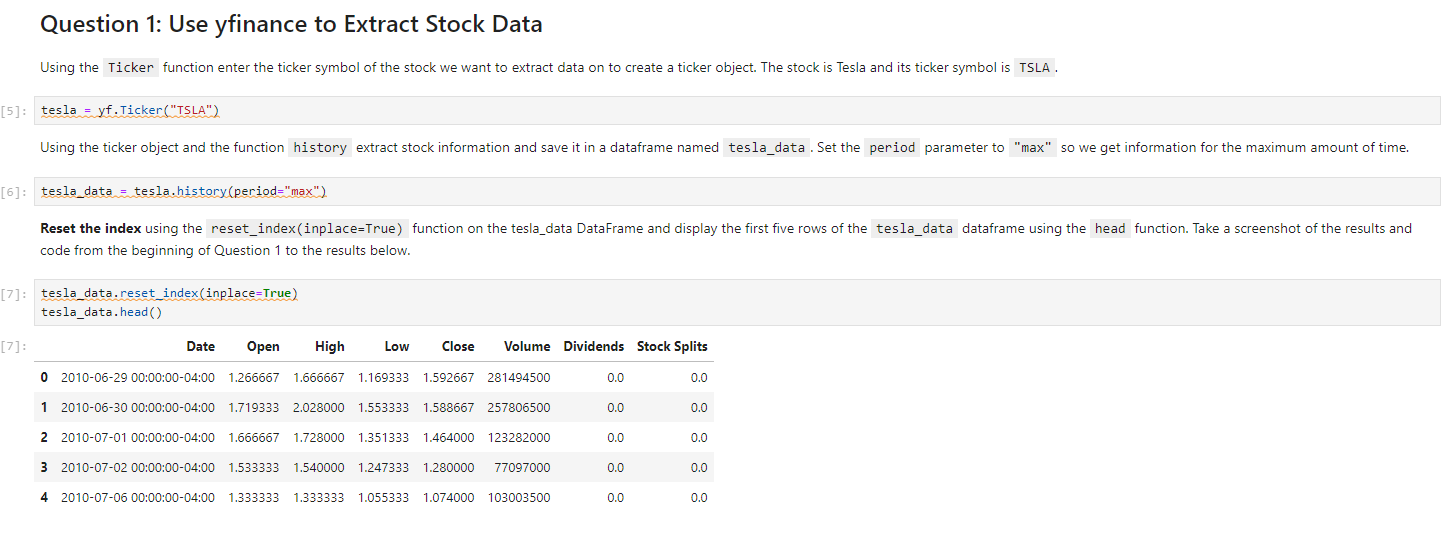 Question 1: Use yfinance to Extract Stock Data
Using the Ticker function enter the ticker symbol of the stock we want to extract data on to create a ticker object. The stock is Tesla and its ticker symbol is TSLA .
[5]: tesla = yf.Ticker("TSLA")
Using the ticker object and the function history extract stock information and save it in a dataframe named tesla_data . Set the period parameter to "max" so we get information for the maximum amount of time.
[6]: tesla_data = tesla.history(period="max")
Reset the index using the reset_index(inplace=True) function on the tesla_data DataFrame and display the first five rows of the tesla_data dataframe using the head function. Take a screenshot of the results and
code from the beginning of Question 1 to the results below.
[7]: tesla_data.reset_index(inplace=True)
tesla_data.head()
[7]: Date Open High Low Close Volume Dividends Stock Splits
0 2010-06-29 00:00:00-04:00 1.266667 1.666667 1.169333 1.592667 281494500 0.0 0.0
1 2010-06-30 00:00:00-04:00 1.719333 2.028000 1.553333 1.588667 257806500 0.0 0.0
2 2010-07-01 00:00:00-04:00 1.666667 1.728000 1.351333 1.464000 123282000 0.0 0.0
3 2010-07-02 00:00:00-04:00 1.533333 1.540000 1.247333 1.280000 77097000 0.0 0.0
4 2010-07-06 00:00:00-04:00 1.333333 1.333333 1.055333 1.074000 103003500 0.0 0.0